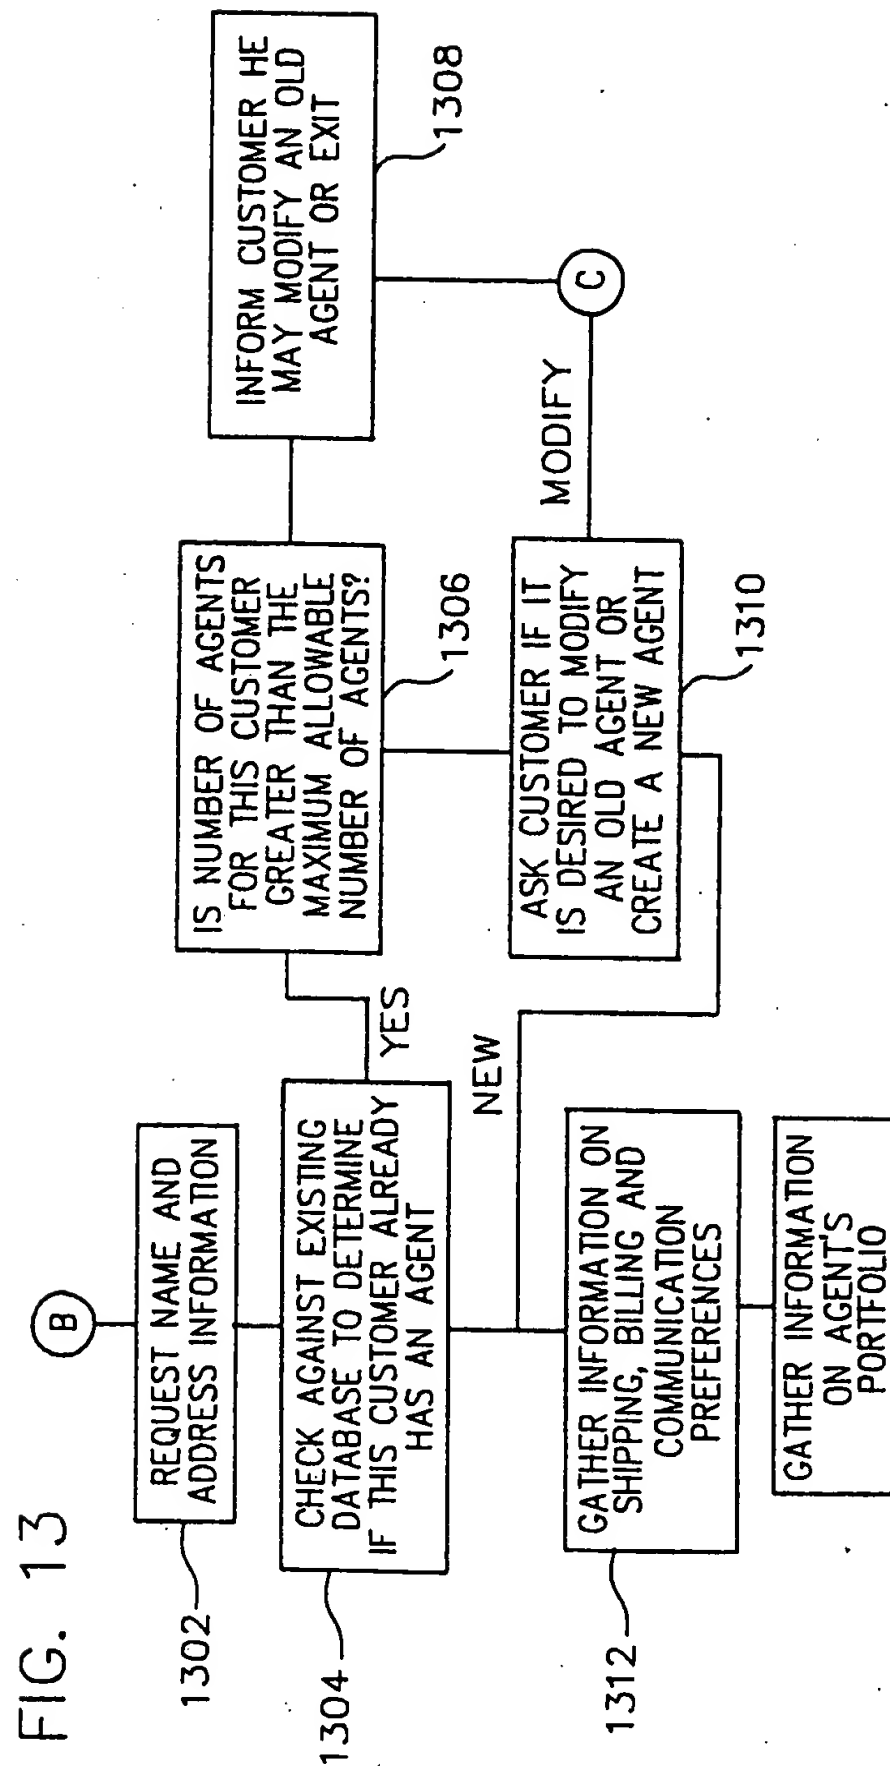 FIG. 13
B
REQUEST NAME AND
ADDRESS INFORMATION
1302
CHECK AGAINST EXISTING
DATABASE TO DETERMINE
IF THIS CUSTOMER ALREADY
HAS AN AGENT
1304
YES
IS NUMBER OF AGENTS
FOR THIS CUSTOMER
GREATER THAN THE
MAXIMUM ALLOWABLE
NUMBER OF AGENTS?
1306
INFORM CUSTOMER HE
MAY MODIFY AN OLD
AGENT OR EXIT
1308
NEW
ASK CUSTOMER IF IT
IS DESIRED TO MODIFY
AN OLD AGENT OR
CREATE A NEW AGENT
1310
MODIFY
C
GATHER INFORMATION ON
SHIPPING, BILLING AND
COMMUNICATION
PREFERENCES
1312
GATHER INFORMATION
ON AGENT'S
PORTFOLIO